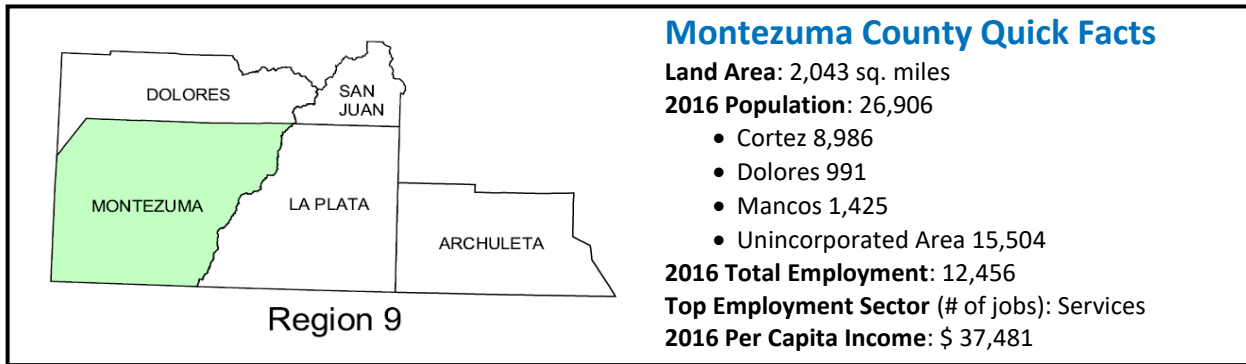 DOLORES
SAN
JUAN
MONTEZUMA
LA PLATA
ARCHULETA
Region 9
Montezuma County Quick Facts
Land Area: 2,043 sq. miles
2016 Population: 26,906
• Cortez 8,986
• Dolores 991
• Mancos 1,425
• Unincorporated Area 15,504
2016 Total Employment: 12,456
Top Employment Sector (# of jobs): Services
2016 Per Capita Income: $ 37,481